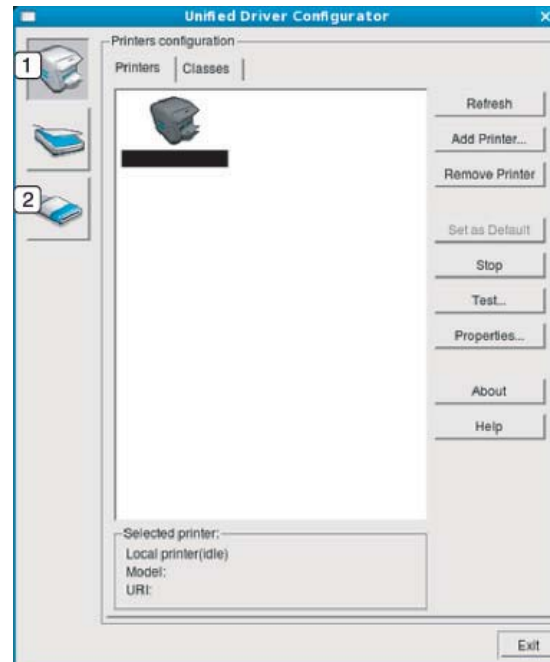 Unified Driver Configurator
1
2
Printers configuration
Printers Classes
Refresh
Add Printer...
Remove Printer
Set as Default
Stop
Test...
Properties...
About
Help
Selected printer:
Local printer(idle)
Model:
URI:
Exit